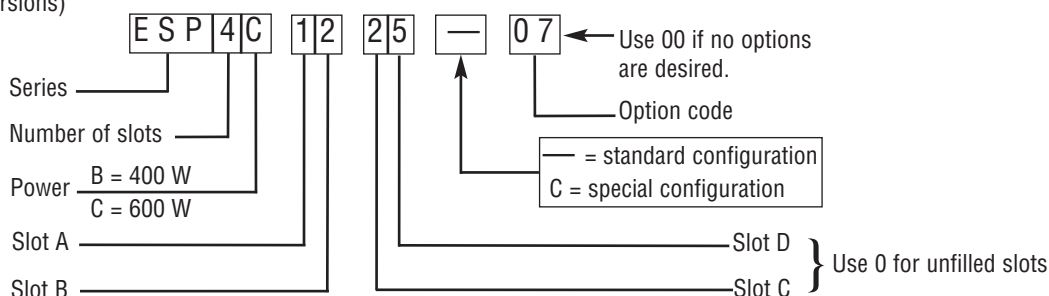 rsions)
E S P 4 C 1 2 2 5 — 0 7
Use 00 if no options
are desired.
Series
Option code
Number of slots
— = standard configuration
C = special configuration
Power B = 400 W
C = 600 W
Slot A
Slot D
Use 0 for unfilled slots
Slot B
Slot C